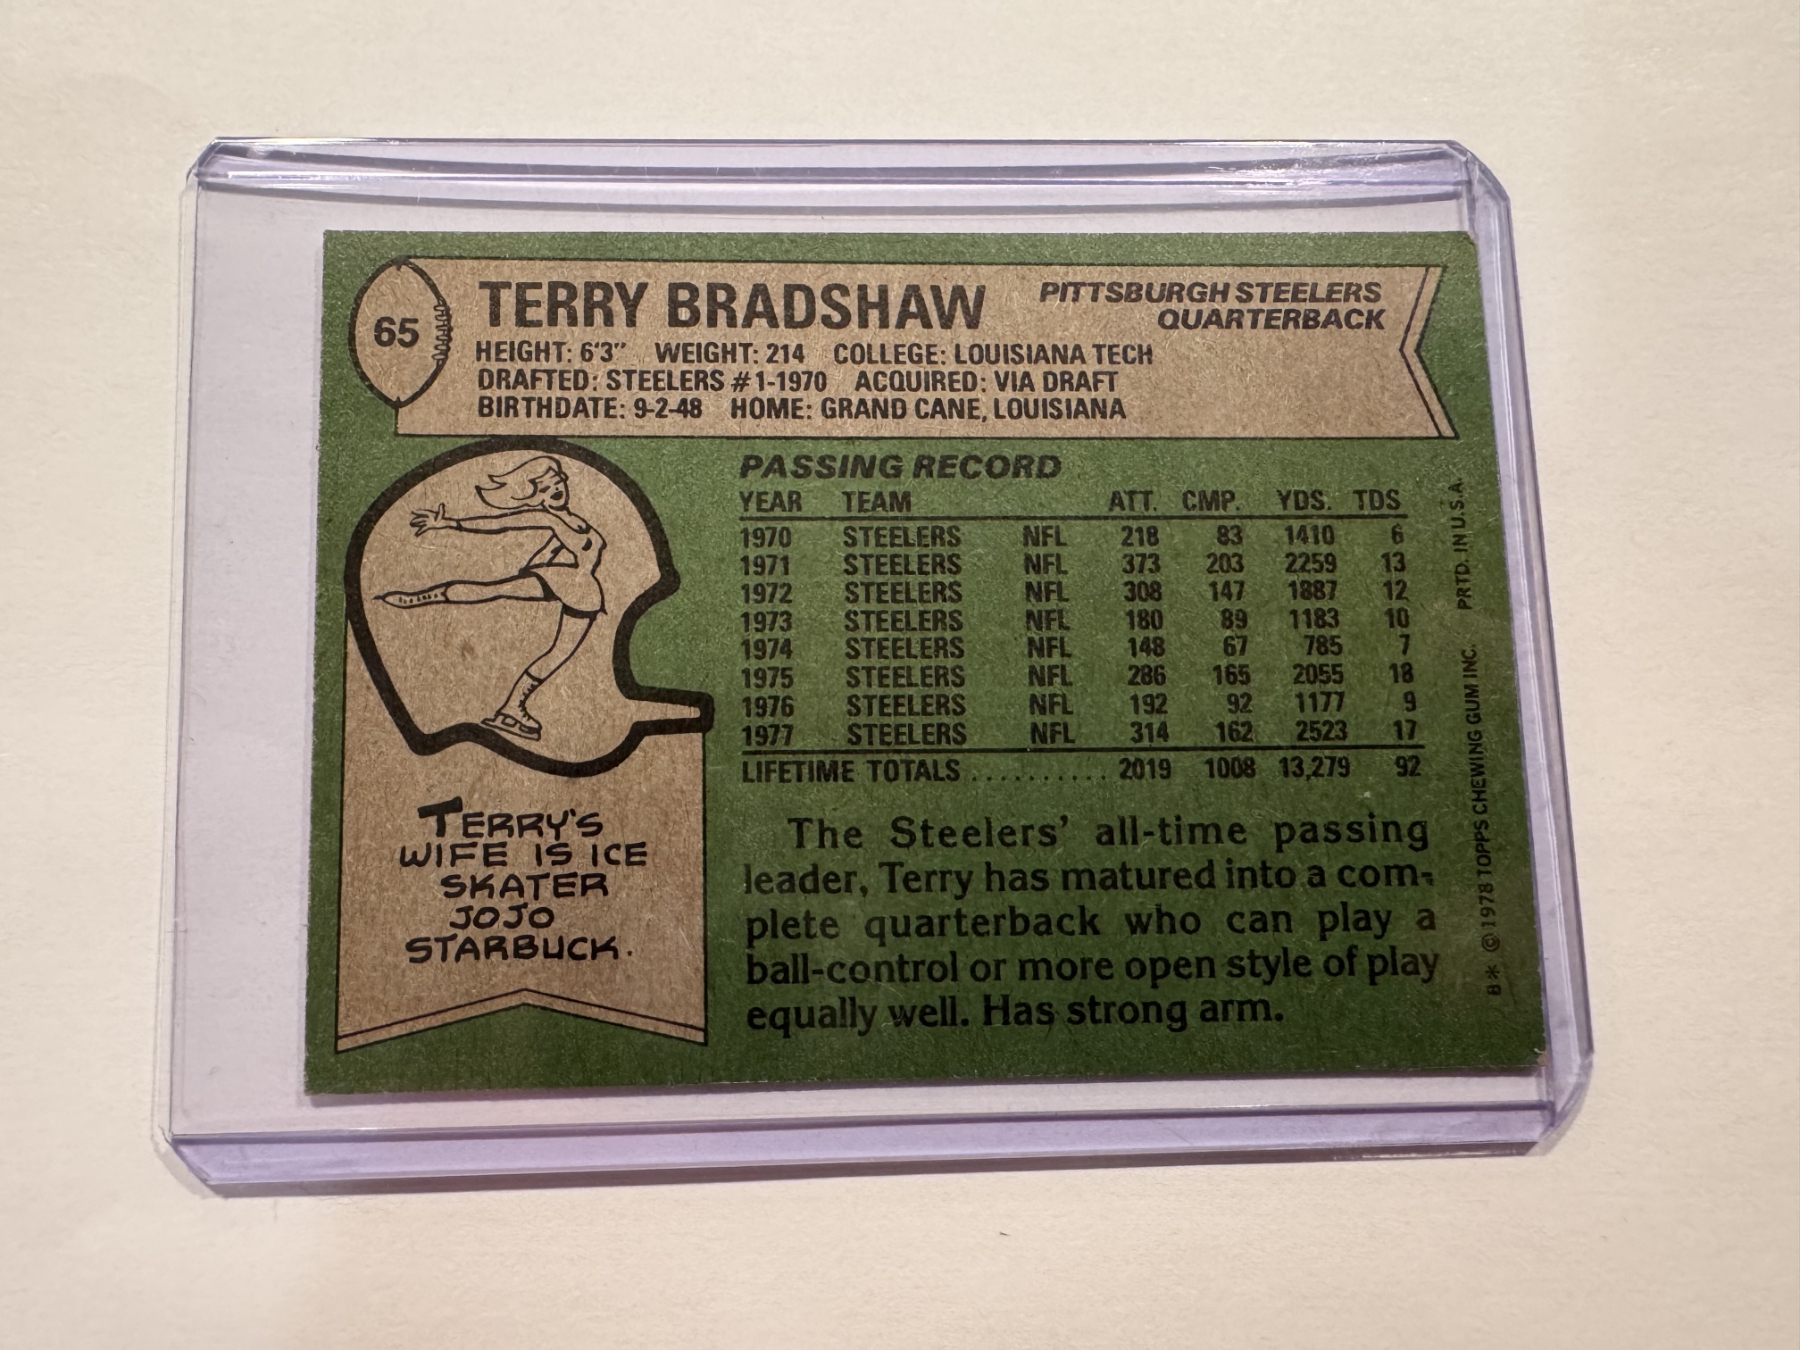 65
TERRY BRADSHAW
PITTSBURGH STEELERS
QUARTERBACK
HEIGHT: 6'3" WEIGHT: 214 COLLEGE: LOUISIANA TECH
DRAFTED: STEELERS #1-1970 ACQUIRED: VIA DRAFT
BIRTHDATE: 9-2-48 HOME: GRAND CANE, LOUISIANA
PASSING RECORD
YEAR TEAM ATT. CMP. YDS. TDS
1970 STEELERS NFL 218 83 1410 6
1971 STEELERS NFL 373 203 2259 13
1972 STEELERS NFL 308 147 1887 12
1973 STEELERS NFL 180 89 1183 10
1974 STEELERS NFL 148 67 785 7
1975 STEELERS NFL 286 165 2055 18
1976 STEELERS NFL 192 92 1177 9
1977 STEELERS NFL 314 162 2523 17
LIFETIME TOTALS .......... 2019 1008 13,279 92
TERRY'S
WIFE IS ICE
SKATER
JOJO
STARBUCK.
The Steelers' all-time passing
leader, Terry has matured into a com-
plete quarterback who can play a
ball-control or more open style of play
equally well. Has strong arm.
B* © 1978 TOPPS CHEWING GUM INC. PRTD. IN U.S.A.